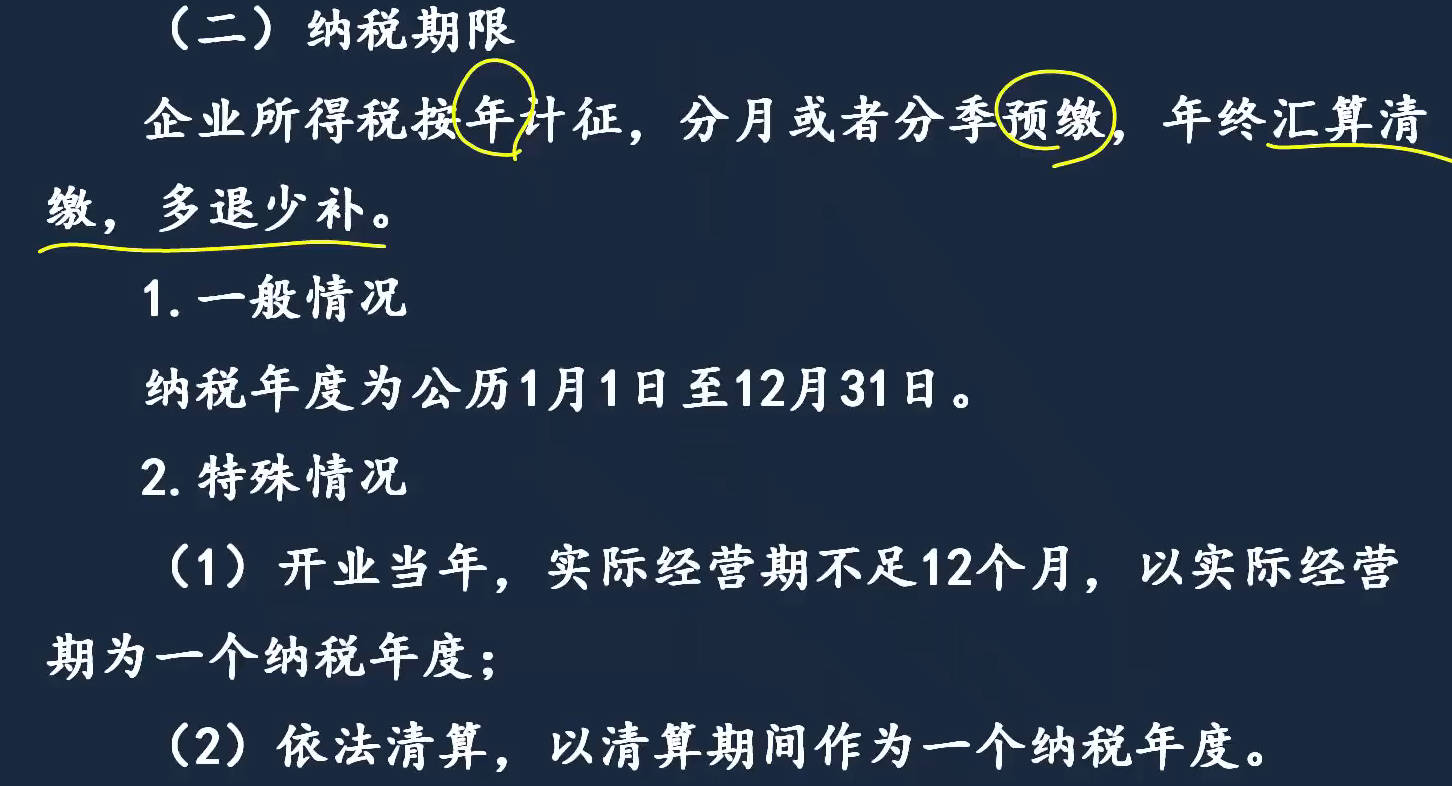 （二）纳税期限
企业所得税按年计征，分月或者分季预缴，年终汇算清
缴，多退少补。
1.一般情况
纳税年度为公历1月1日至12月31日。
2.特殊情况
（1）开业当年，实际经营期不足12个月，以实际经营
期为一个纳税年度；
（2）依法清算，以清算期间作为一个纳税年度。